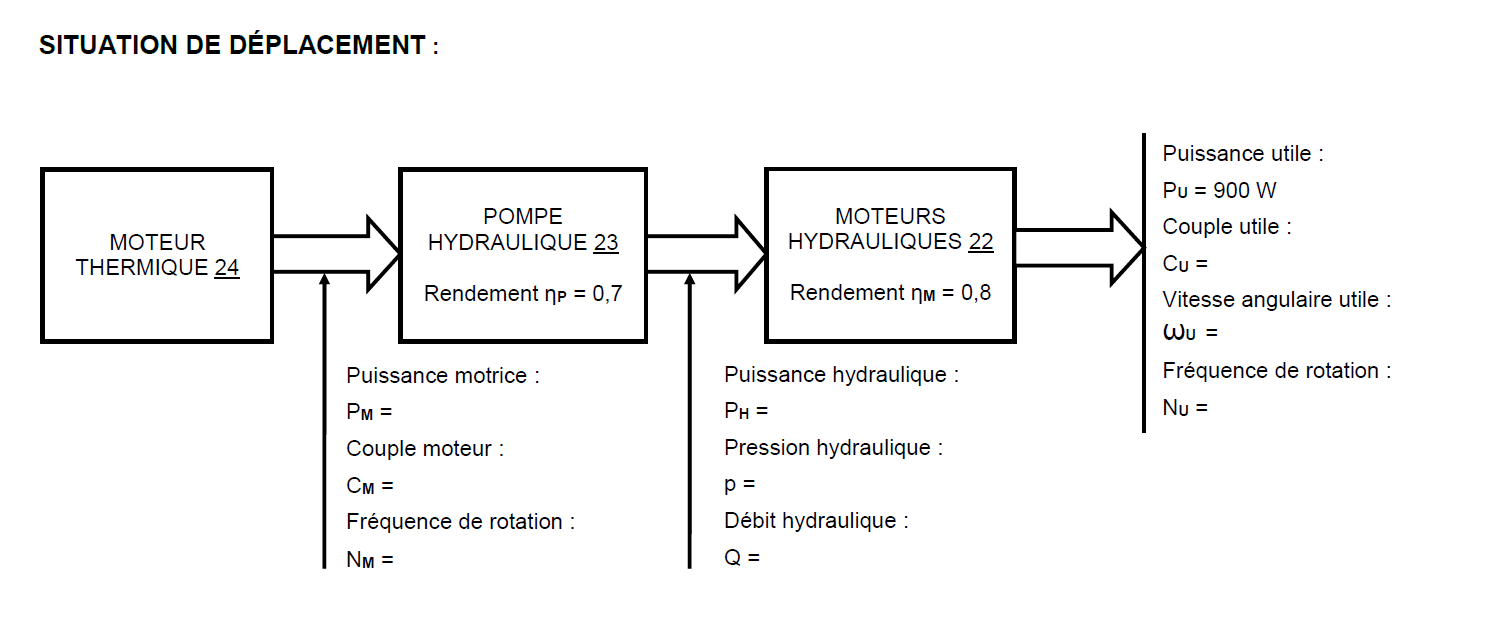 SITUATION DE DÉPLACEMENT :
MOTEUR
THERMIQUE 24
POMPE
HYDRAULIQUE 23
Rendement ηP = 0,7
MOTEURS
HYDRAULIQUES 22
Rendement ηM = 0,8
Puissance motrice :
PM =
Couple moteur :
CM =
Fréquence de rotation :
NM =
Puissance hydraulique :
PH =
Pression hydraulique :
p =
Débit hydraulique :
Q =
Puissance utile :
PU = 900 W
Couple utile :
CU =
Vitesse angulaire utile :
ωU =
Fréquence de rotation :
NU =